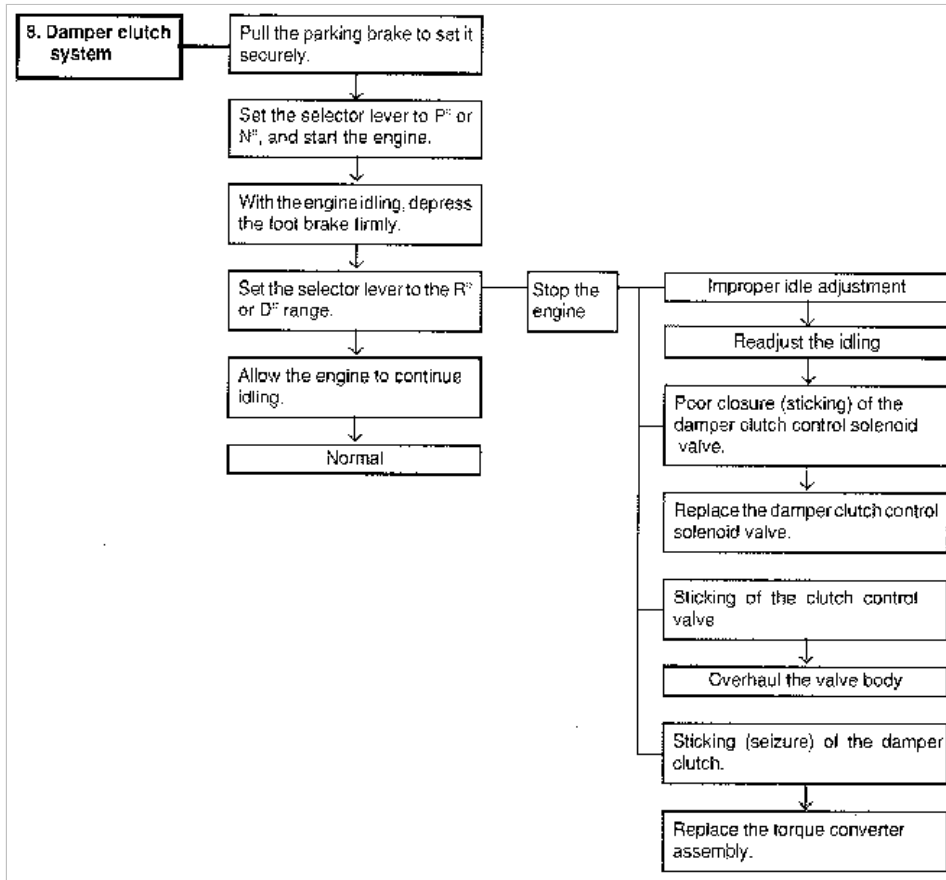 8. Damper clutch
system
Pull the parking brake to set it
securely.
Set the selector lever to P" or
N", and start the engine.
With the engine idling, depress
the foot brake firmly.
Set the selector lever to the R"
or D" range.
Allow the engine to continue
idling.
Normal
Stop the
engine
Improper idle adjustment
Readjust the idling
Poor closure (sticking) of the
damper clutch control solenoid
valve.
Replace the damper clutch control
solenoid valve.
Sticking of the clutch control
valve
Overhaul the valve body
Sticking (seizure) of the damper
clutch.
Replace the torque converter
assembly.